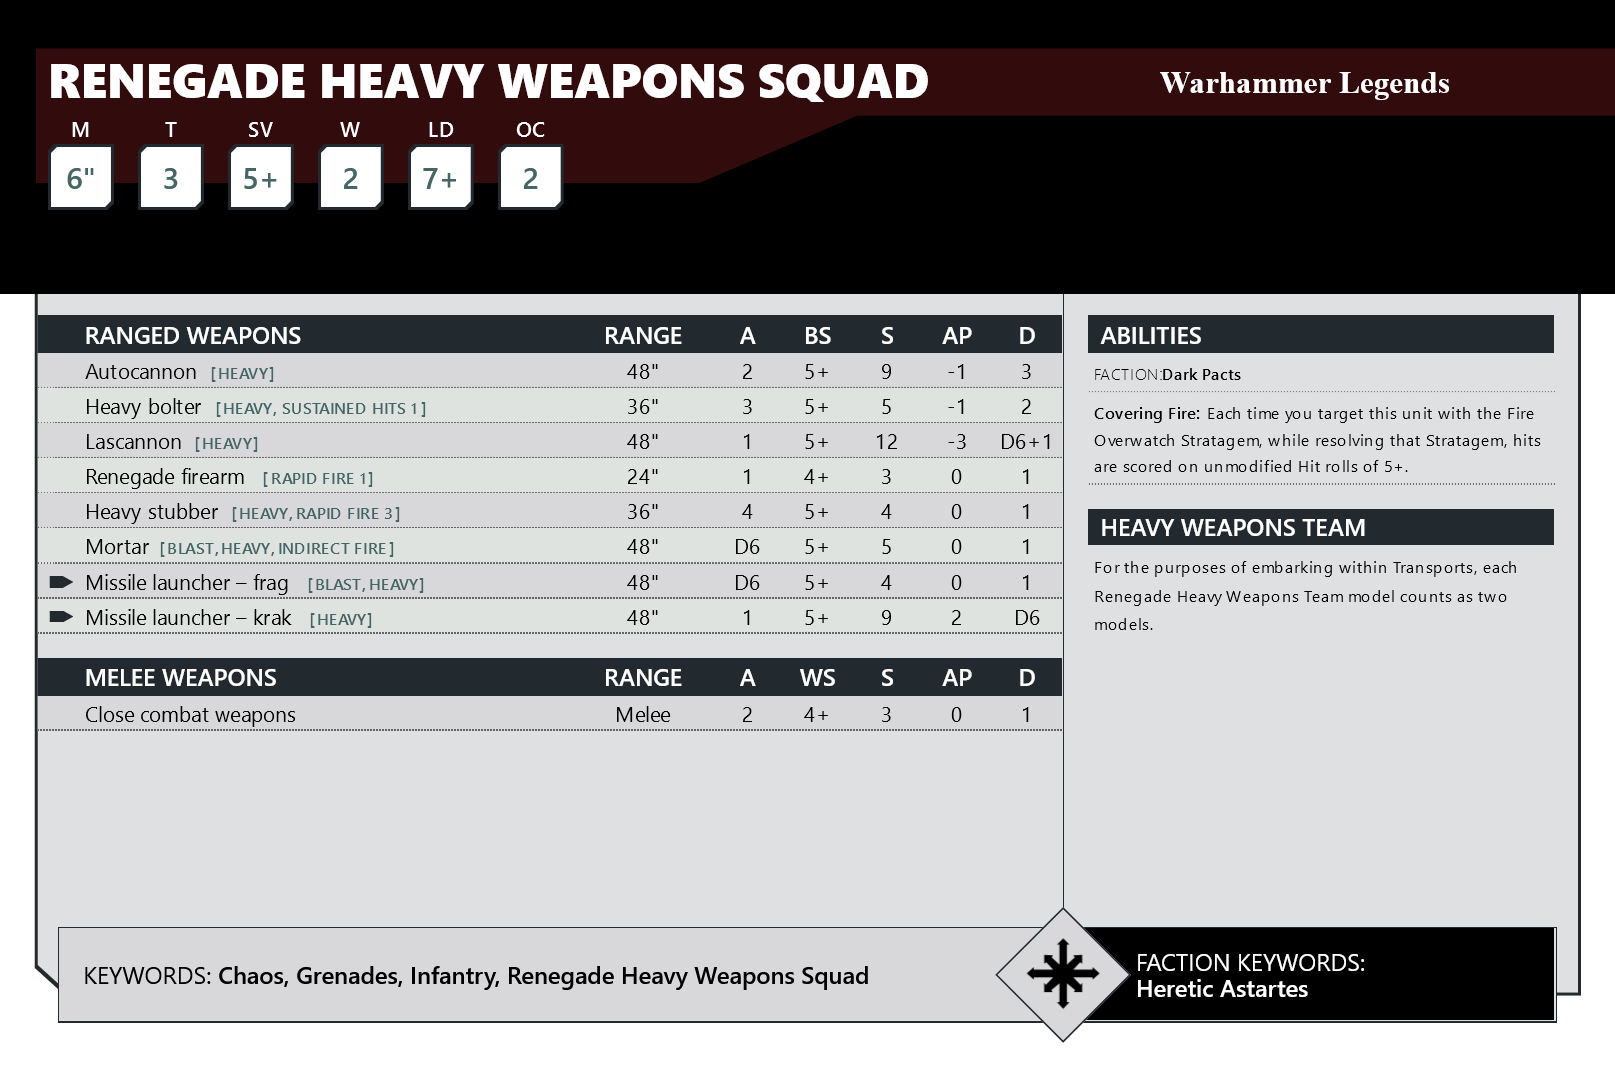 RENEGADE HEAVY WEAPONS SQUAD
Warhammer Legends
M T SV W LD OC
6" 3 5+ 2 7+ 2
RANGED WEAPONS RANGE A BS S AP D
Autocannon [HEAVY] 48" 2 5+ 9 -1 3
Heavy bolter [HEAVY, SUSTAINED HITS 1] 36" 3 5+ 5 -1 2
Lascannon [HEAVY] 48" 1 5+ 12 -3 D6+1
Renegade firearm [RAPID FIRE 1] 24" 1 4+ 3 0 1
Heavy stubber [HEAVY, RAPID FIRE 3] 36" 4 5+ 4 0 1
Mortar [BLAST, HEAVY, INDIRECT FIRE] 48" D6 5+ 5 0 1
Missile launcher – frag [BLAST, HEAVY] 48" D6 5+ 4 0 1
Missile launcher – krak [HEAVY] 48" 1 5+ 9 2 D6
MELEE WEAPONS RANGE A WS S AP D
Close combat weapons Melee 2 4+ 3 0 1
ABILITIES
FACTION:Dark Pacts
Covering Fire: Each time you target this unit with the Fire
Overwatch Stratagem, while resolving that Stratagem, hits
are scored on unmodified Hit rolls of 5+.
HEAVY WEAPONS TEAM
For the purposes of embarking within Transports, each
Renegade Heavy Weapons Team model counts as two
models.
KEYWORDS: Chaos, Grenades, Infantry, Renegade Heavy Weapons Squad
FACTION KEYWORDS:
Heretic Astartes